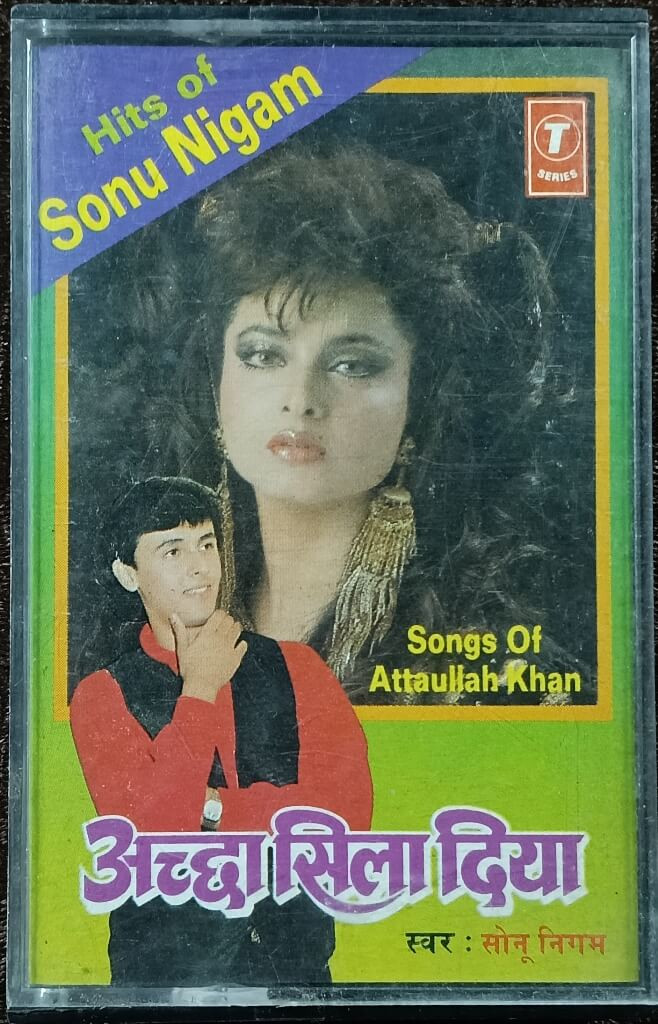 Hits of
Sonu Nigam
T
SERIES
Songs Of
Attaullah Khan
अच्छा सिला दिया
स्वर : सोनू निगम